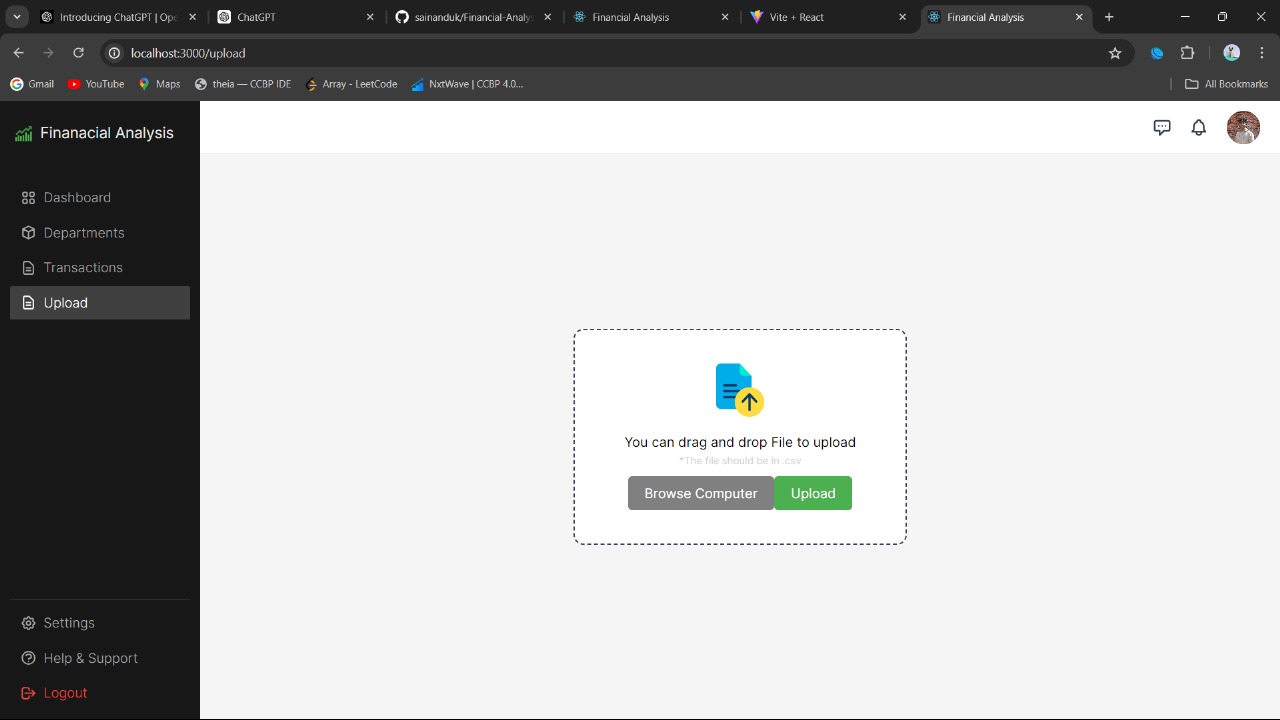 Introducing ChatGPT | Ope
ChatGPT
sainanduk/Financial-Analy
Financial Analysis
Vite + React
Financial Analysis
localhost:3000/upload
Gmail
YouTube
Maps
theia — CCBP IDE
Array - LeetCode
NxtWave | CCBP 4.0...
All Bookmarks
Finanacial Analysis
Dashboard
Departments
Transactions
Upload
You can drag and drop File to upload
*The file should be in .csv
Browse Computer Upload
Settings
Help & Support
Logout